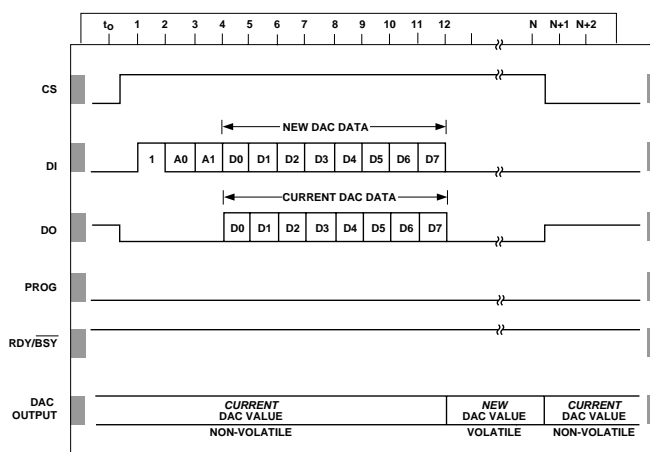 to 1 2 3 4 5 6 7 8 9 10 11 12 N N+1 N+2
CS
NEW DAC DATA
DI 1 A0 A1 D0 D1 D2 D3 D4 D5 D6 D7
CURRENT DAC DATA
DO D0 D1 D2 D3 D4 D5 D6 D7
PROG
RDY/BSY
DAC OUTPUT
CURRENT DAC VALUE NON-VOLATILE
NEW DAC VALUE VOLATILE
CURRENT DAC VALUE NON-VOLATILE